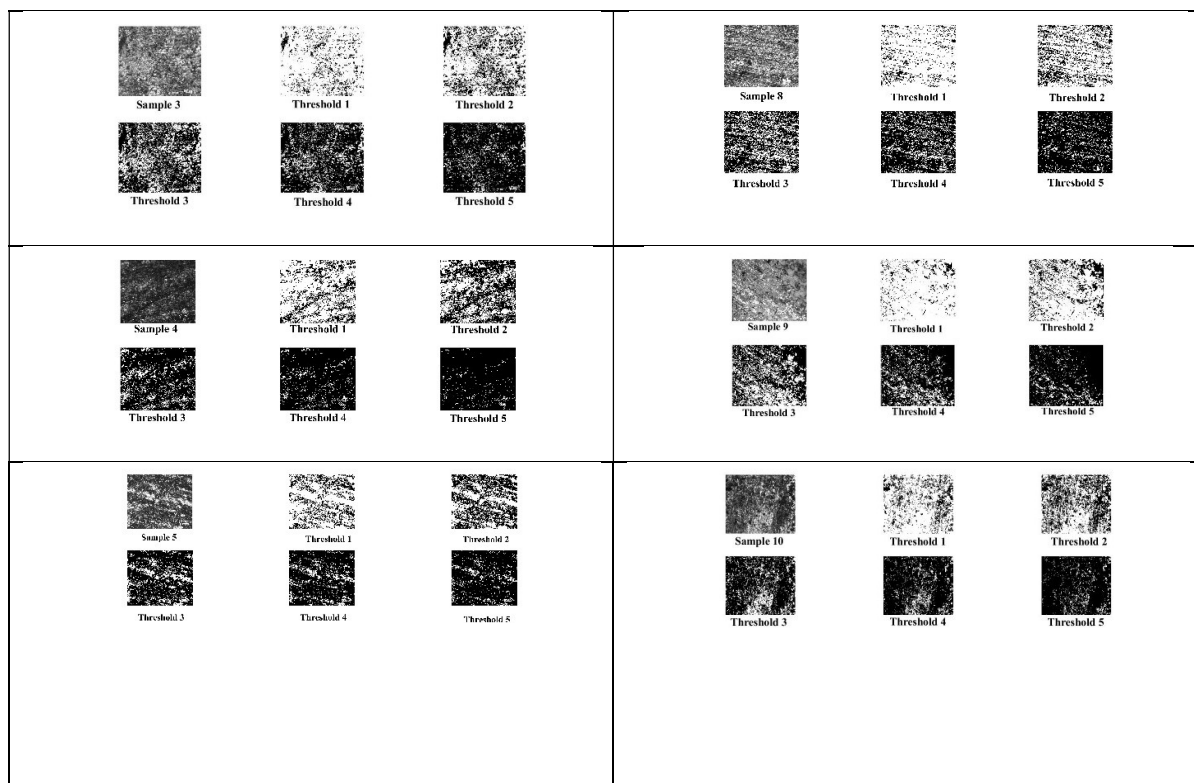 Sample 3 Threshold 1 Threshold 2
Threshold 3 Threshold 4 Threshold 5
Sample 8 Threshold 1 Threshold 2
Threshold 3 Threshold 4 Threshold 5
Sample 4 Threshold 1 Threshold 2
Threshold 3 Threshold 4 Threshold 5
Sample 9 Threshold 1 Threshold 2
Threshold 3 Threshold 4 Threshold 5
Sample 5 Threshold 1 Threshold 2
Threshold 3 Threshold 4 Threshold 5
Sample 10 Threshold 1 Threshold 2
Threshold 3 Threshold 4 Threshold 5